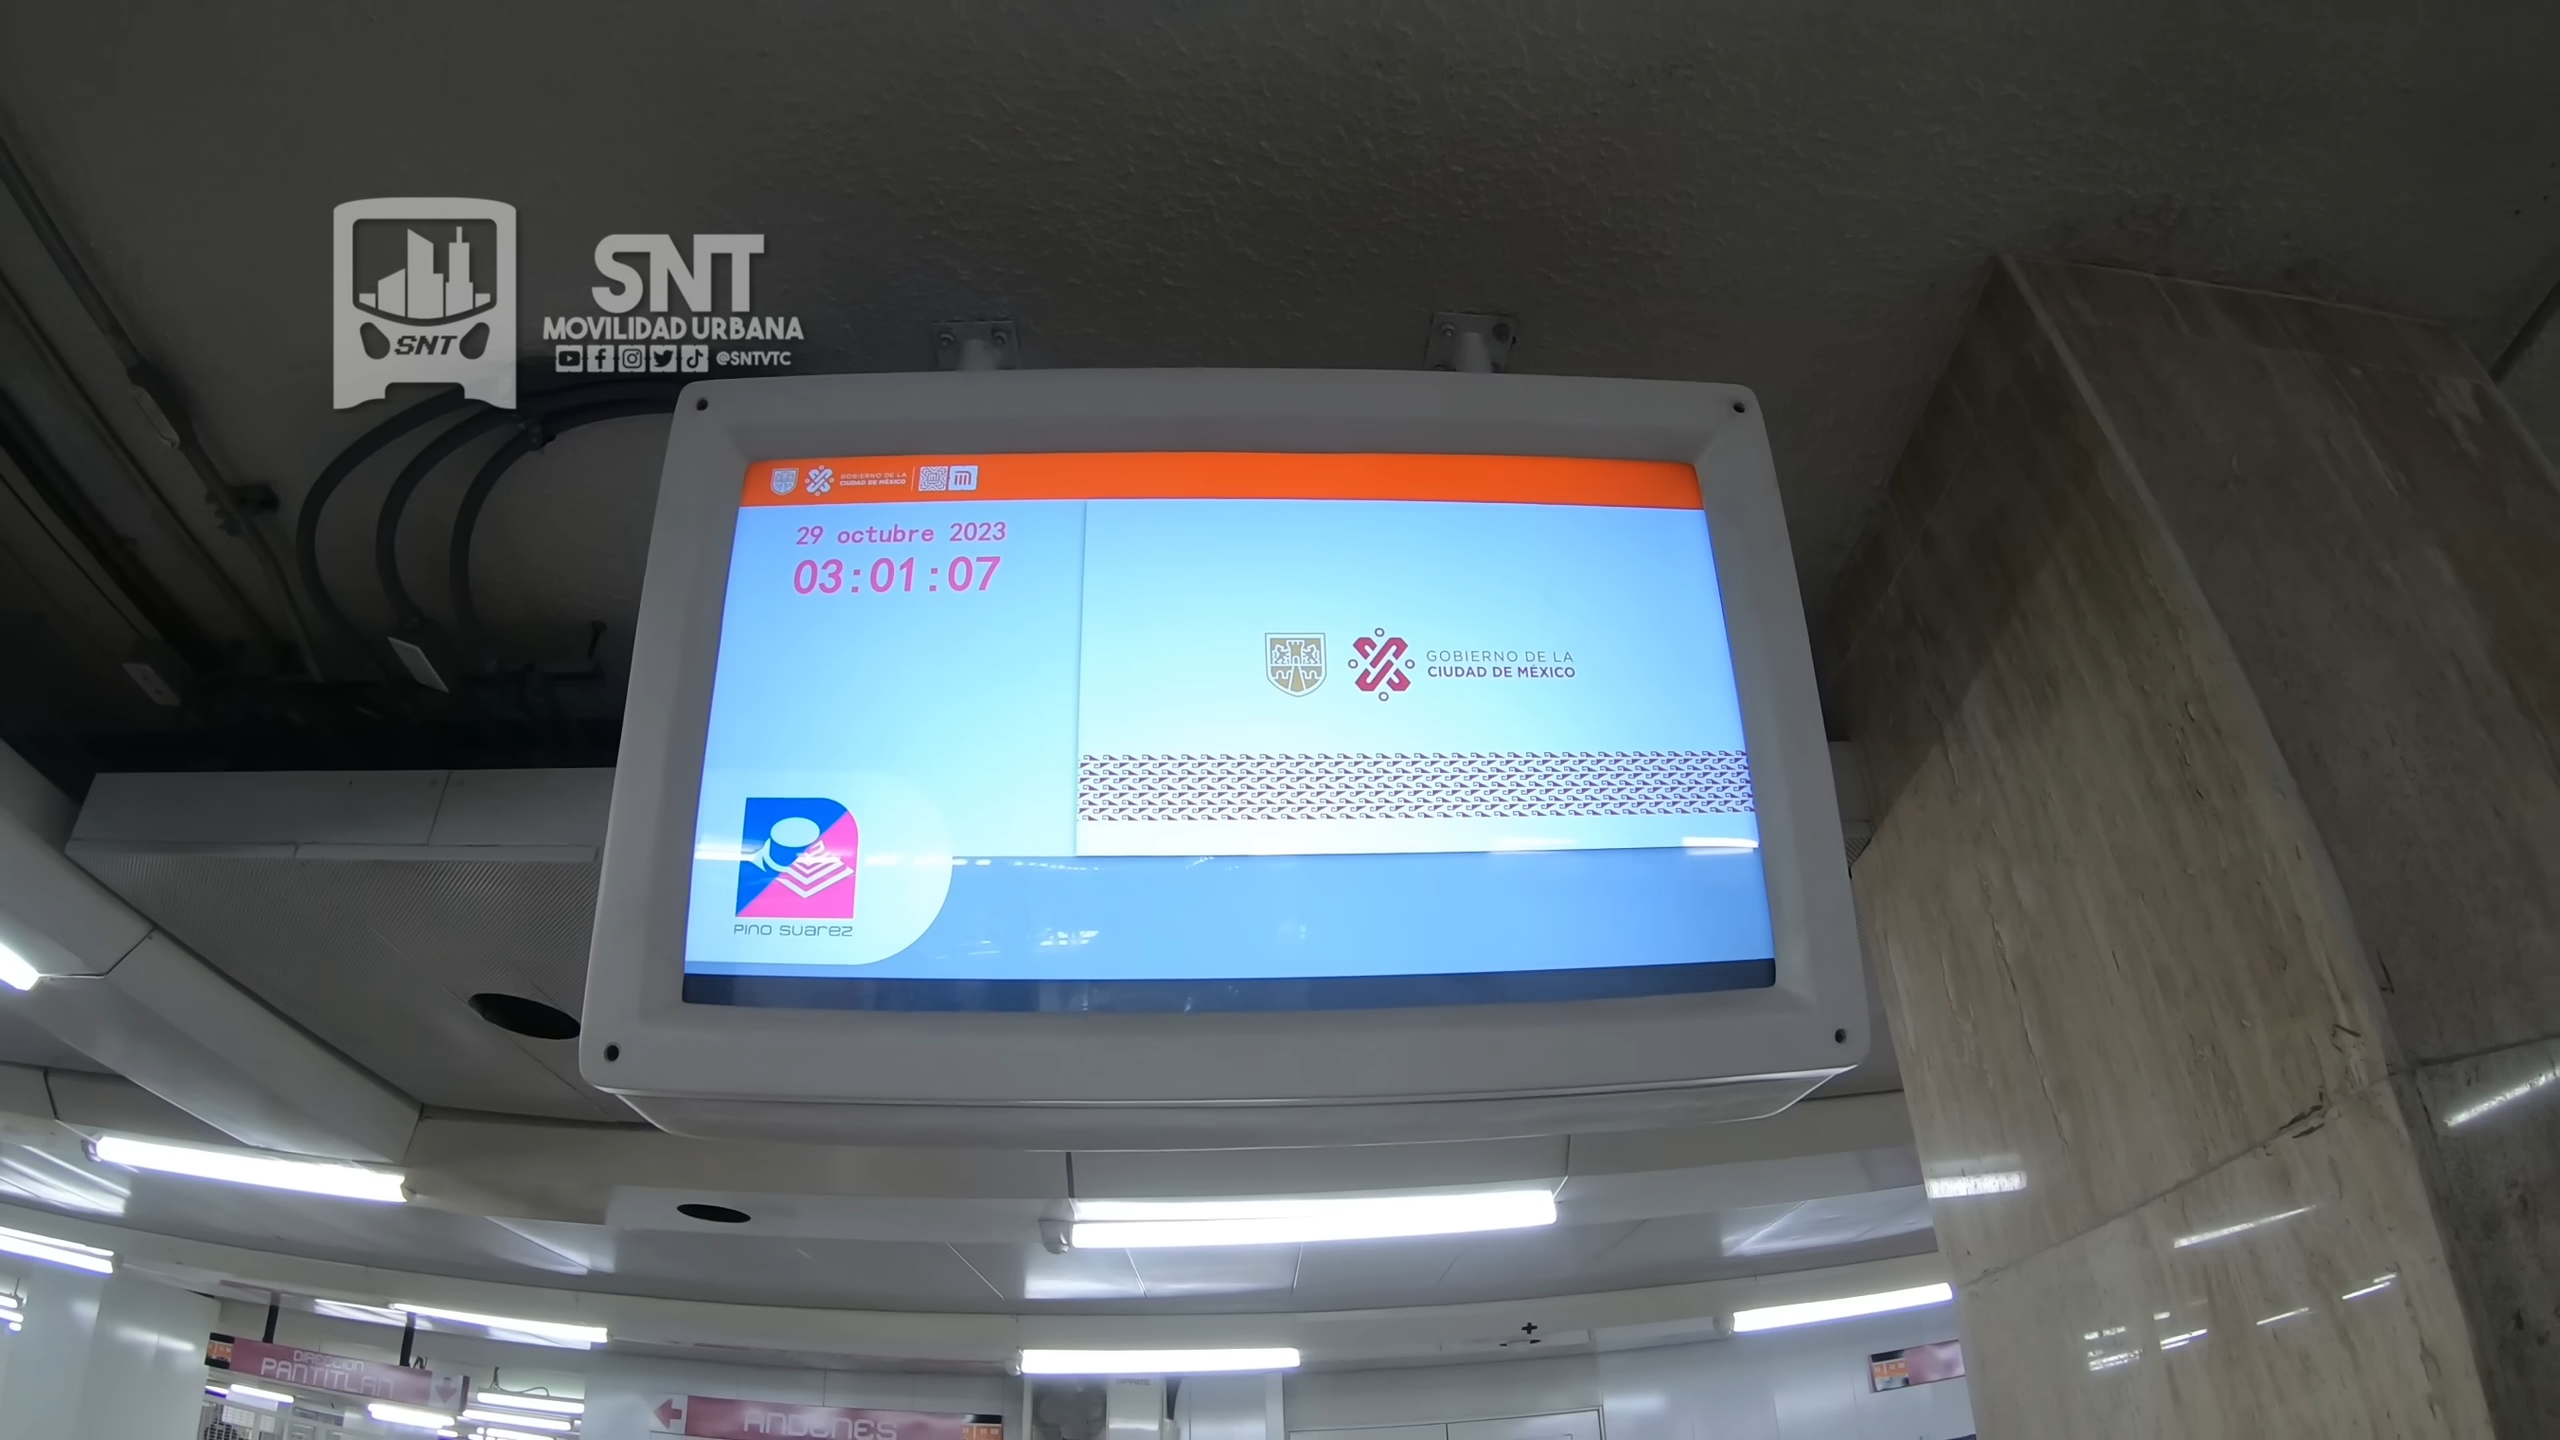 SNT
SNT
MOVILIDAD URBANA
@SNTVTC
GOBIERNO DE LA
CIUDAD DE MÉXICO
29 octubre 2023
03:01:07
GOBIERNO DE LA
CIUDAD DE MÉXICO
PINO SUAREZ
DIRECCION
PANTITLAN
ANDENES